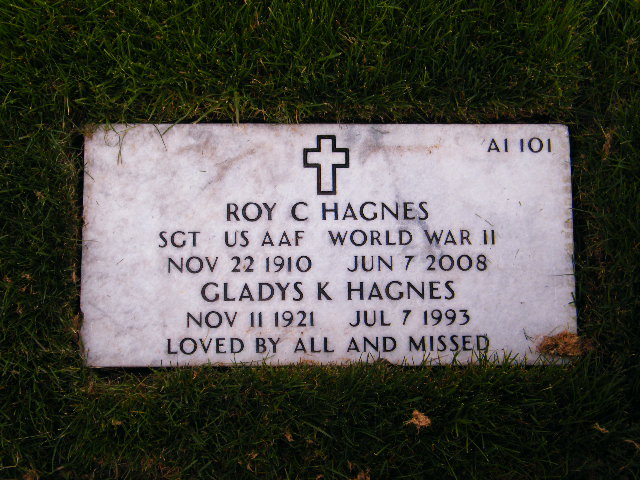 A1 101
ROY C HAGNES
SGT US AAF WORLD WAR II
NOV 22 1910 JUN 7 2008
GLADYS K HAGNES
NOV 11 1921 JUL 7 1993
LOVED BY ALL AND MISSED